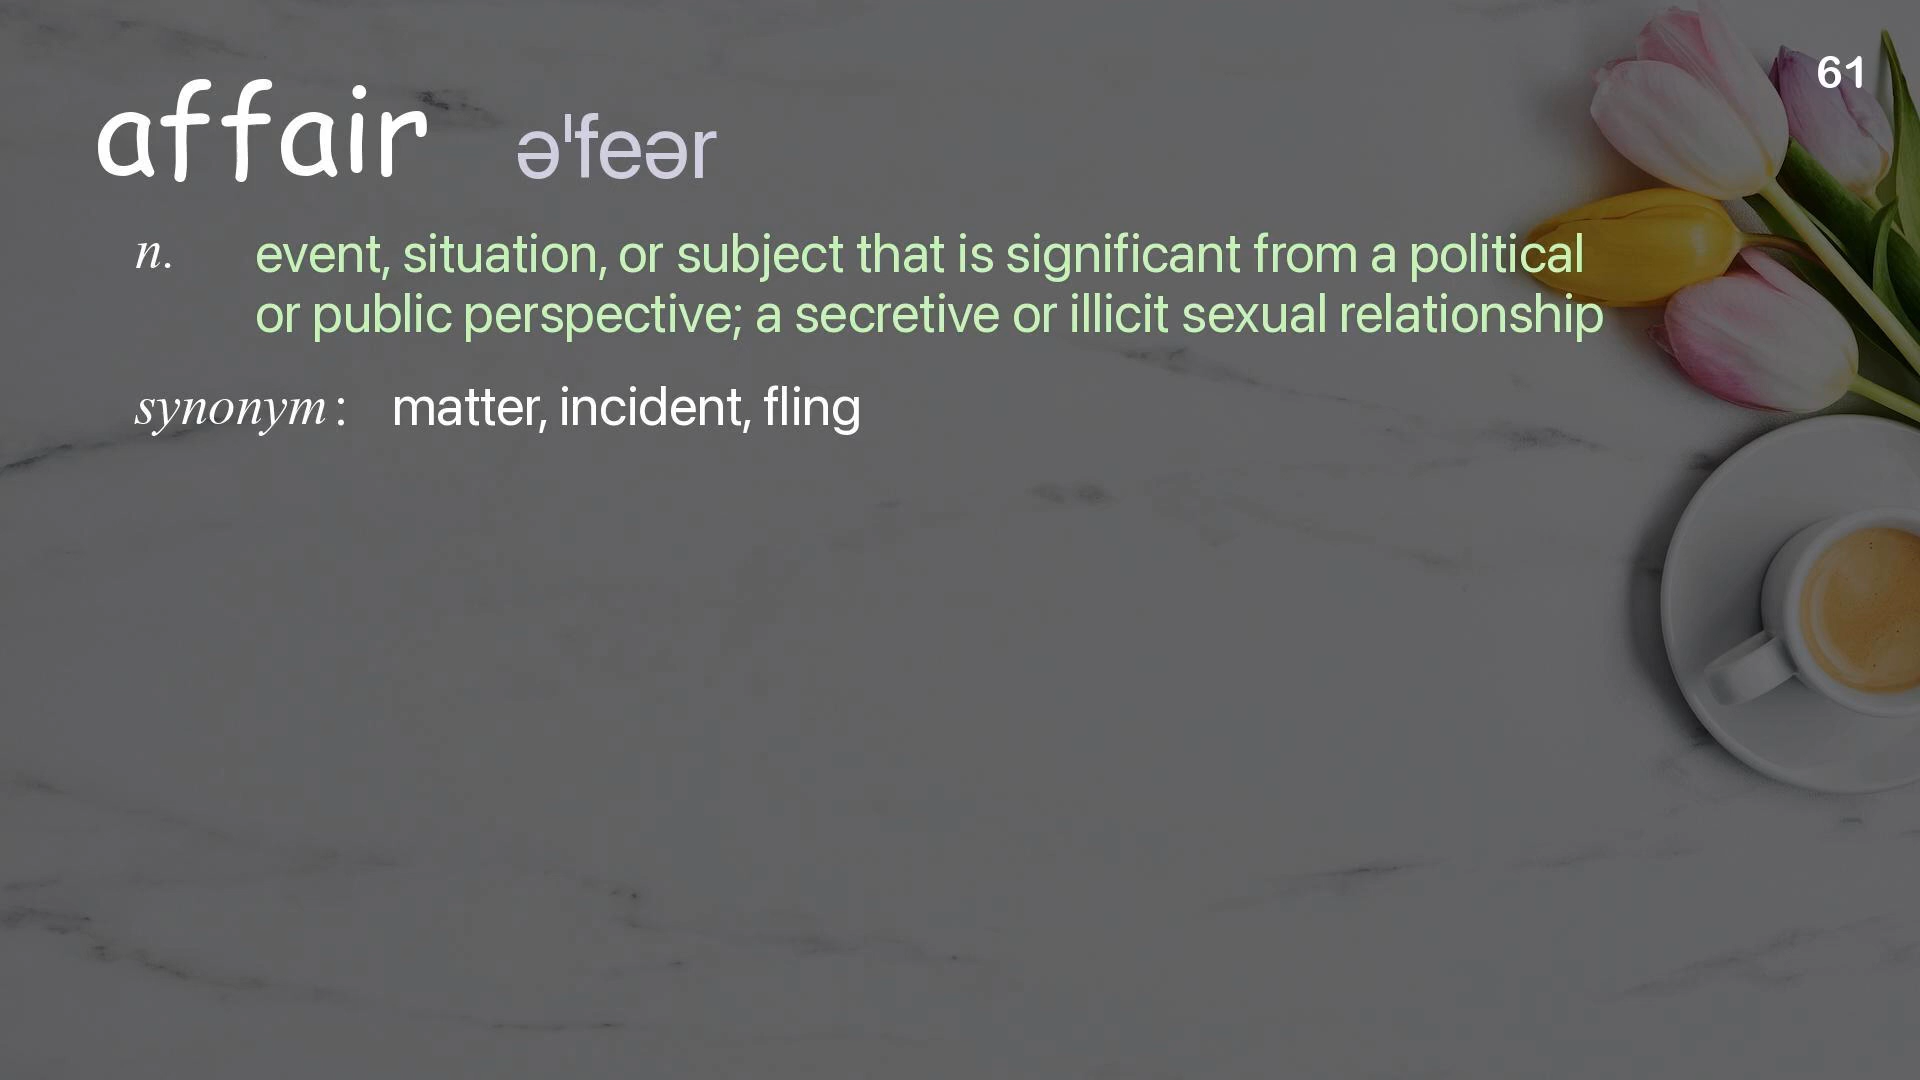 61
affair əˈfeər
n. event, situation, or subject that is significant from a political
or public perspective; a secretive or illicit sexual relationship
synonym : matter, incident, fling